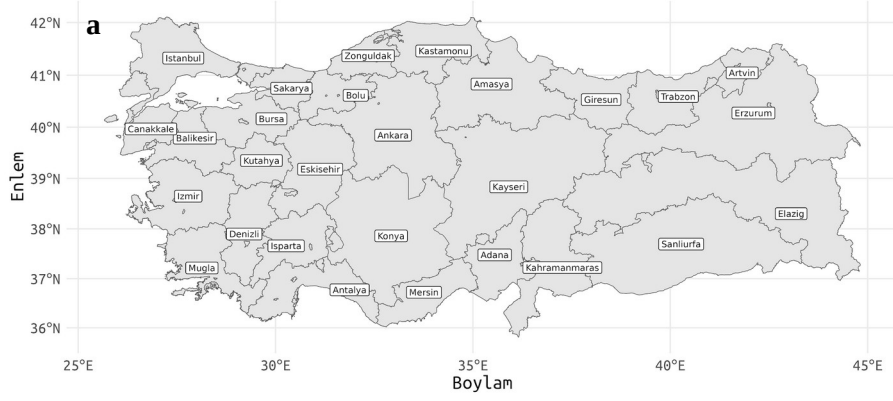 a
42°N
41°N
40°N
39°N
38°N
37°N
36°N
Enlem
Istanbul
Zonguldak
Kastamonu
Sakarya
Bolu
Amasya
Giresun
Trabzon
Artvin
Erzurum
Canakkale
Balikesir
Bursa
Ankara
Kutahya
Eskisehir
Kayseri
Izmir
Elazig
Denizli
Isparta
Konya
Adana
Sanliurfa
Mugla
Antalya
Mersin
Kahramanmaras
25°E
30°E
35°E
40°E
45°E
Boylam